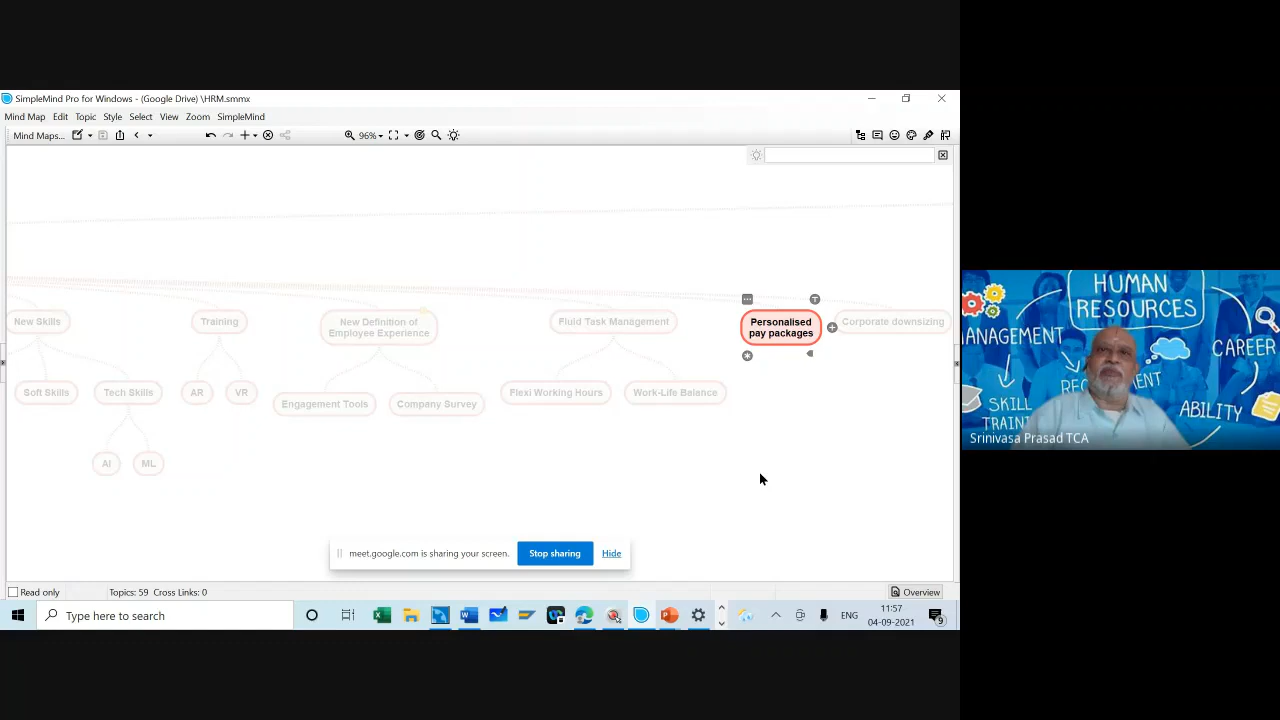 SimpleMind Pro for Windows - (Google Drive) \HRM.smmx
Mind Map Edit Topic Style Select View Zoom SimpleMind
Mind Maps... 96%
New Skills
Training
New Definition of
Employee Experience
Fluid Task Management
Personalised
pay packages
Corporate downsizing
Soft Skills
Tech Skills
AR
VR
Engagement Tools
Company Survey
Flexi Working Hours
Work-Life Balance
AI
ML
meet.google.com is sharing your screen. Stop sharing Hide
Read only Topics: 59 Cross Links: 0 Overview
Type here to search
ENG
11:57
04-09-2021
9
HUMAN
RESOURCES
MANAGEMENT
CAREER
SKILL
ABILITY
Srinivasa Prasad TCA